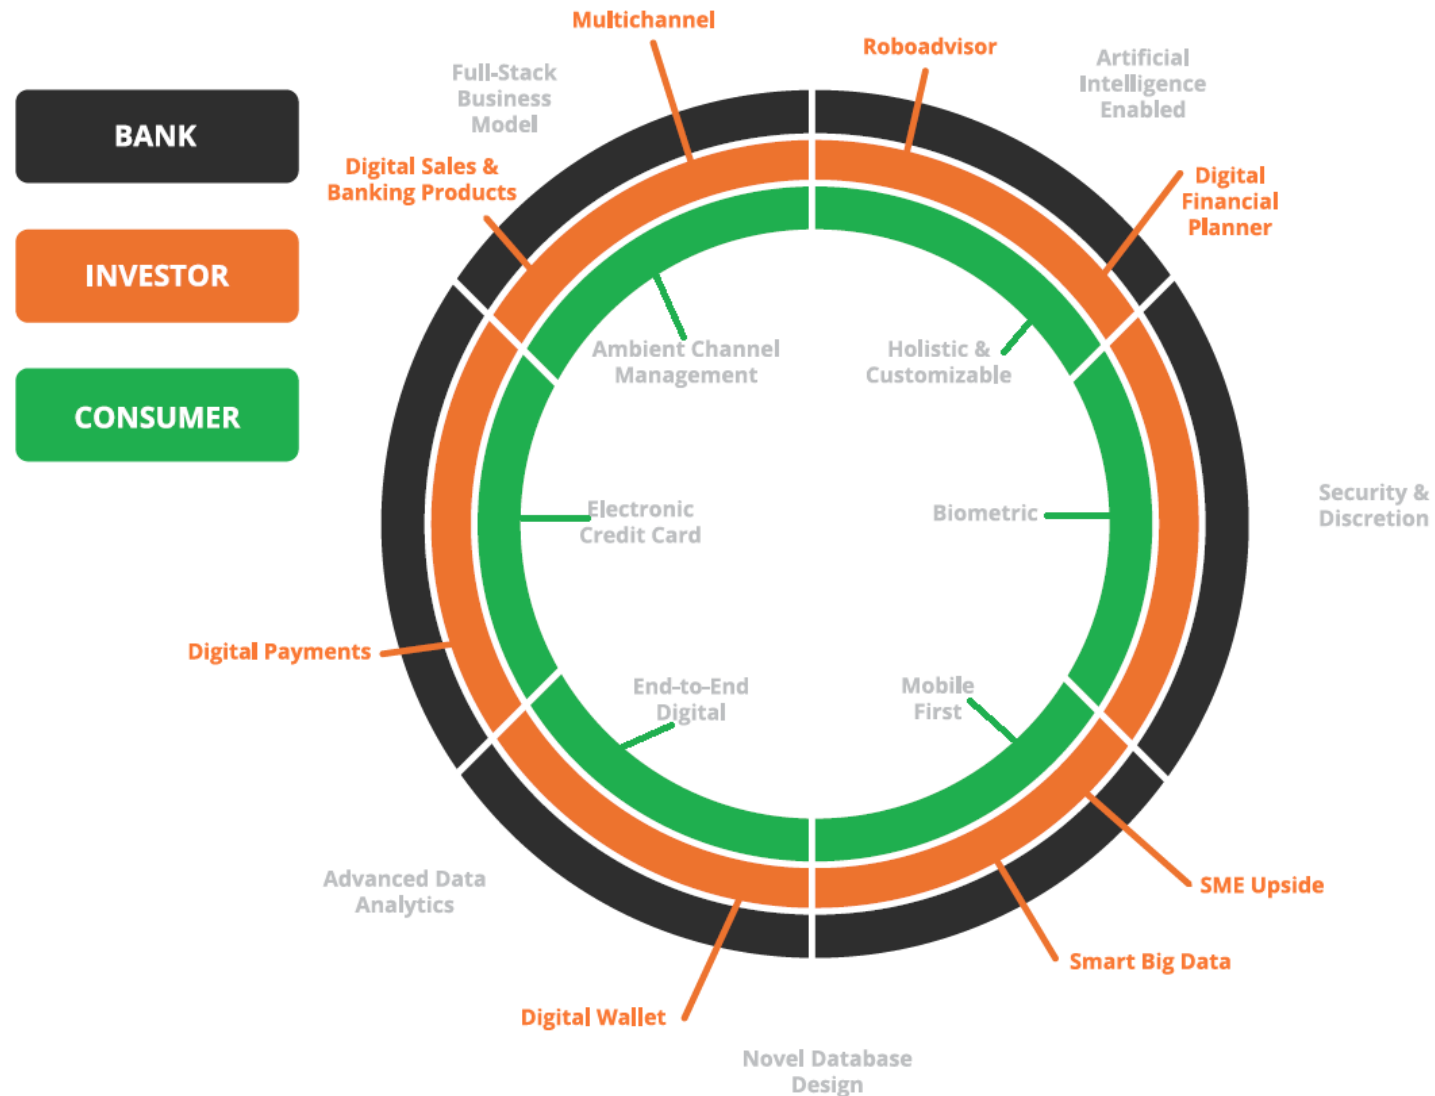 Multichannel
Roboadvisor
Full-Stack
Business
Model
Artificial
Intelligence
Enabled
BANK
Digital Sales &
Banking Products
Digital
Financial
Planner
INVESTOR
Ambient Channel
Management
Holistic &
Customizable
CONSUMER
Electronic
Credit Card
Biometric
Security &
Discretion
Digital Payments
End-to-End
Digital
Mobile
First
Advanced Data
Analytics
SME Upside
Smart Big Data
Digital Wallet
Novel Database
Design